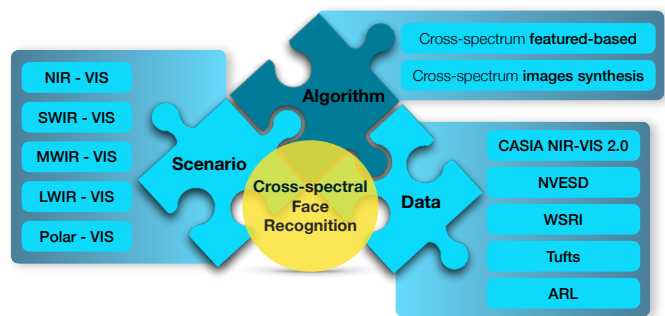 NIR - VIS
SWIR - VIS
MWIR - VIS
LWIR - VIS
Polar - VIS
Scenario
Algorithm
Cross-spectrum featured-based
Cross-spectrum images synthesis
Cross-spectral
Face
Recognition
Data
CASIA NIR-VIS 2.0
NVESD
WSRI
Tufts
ARL